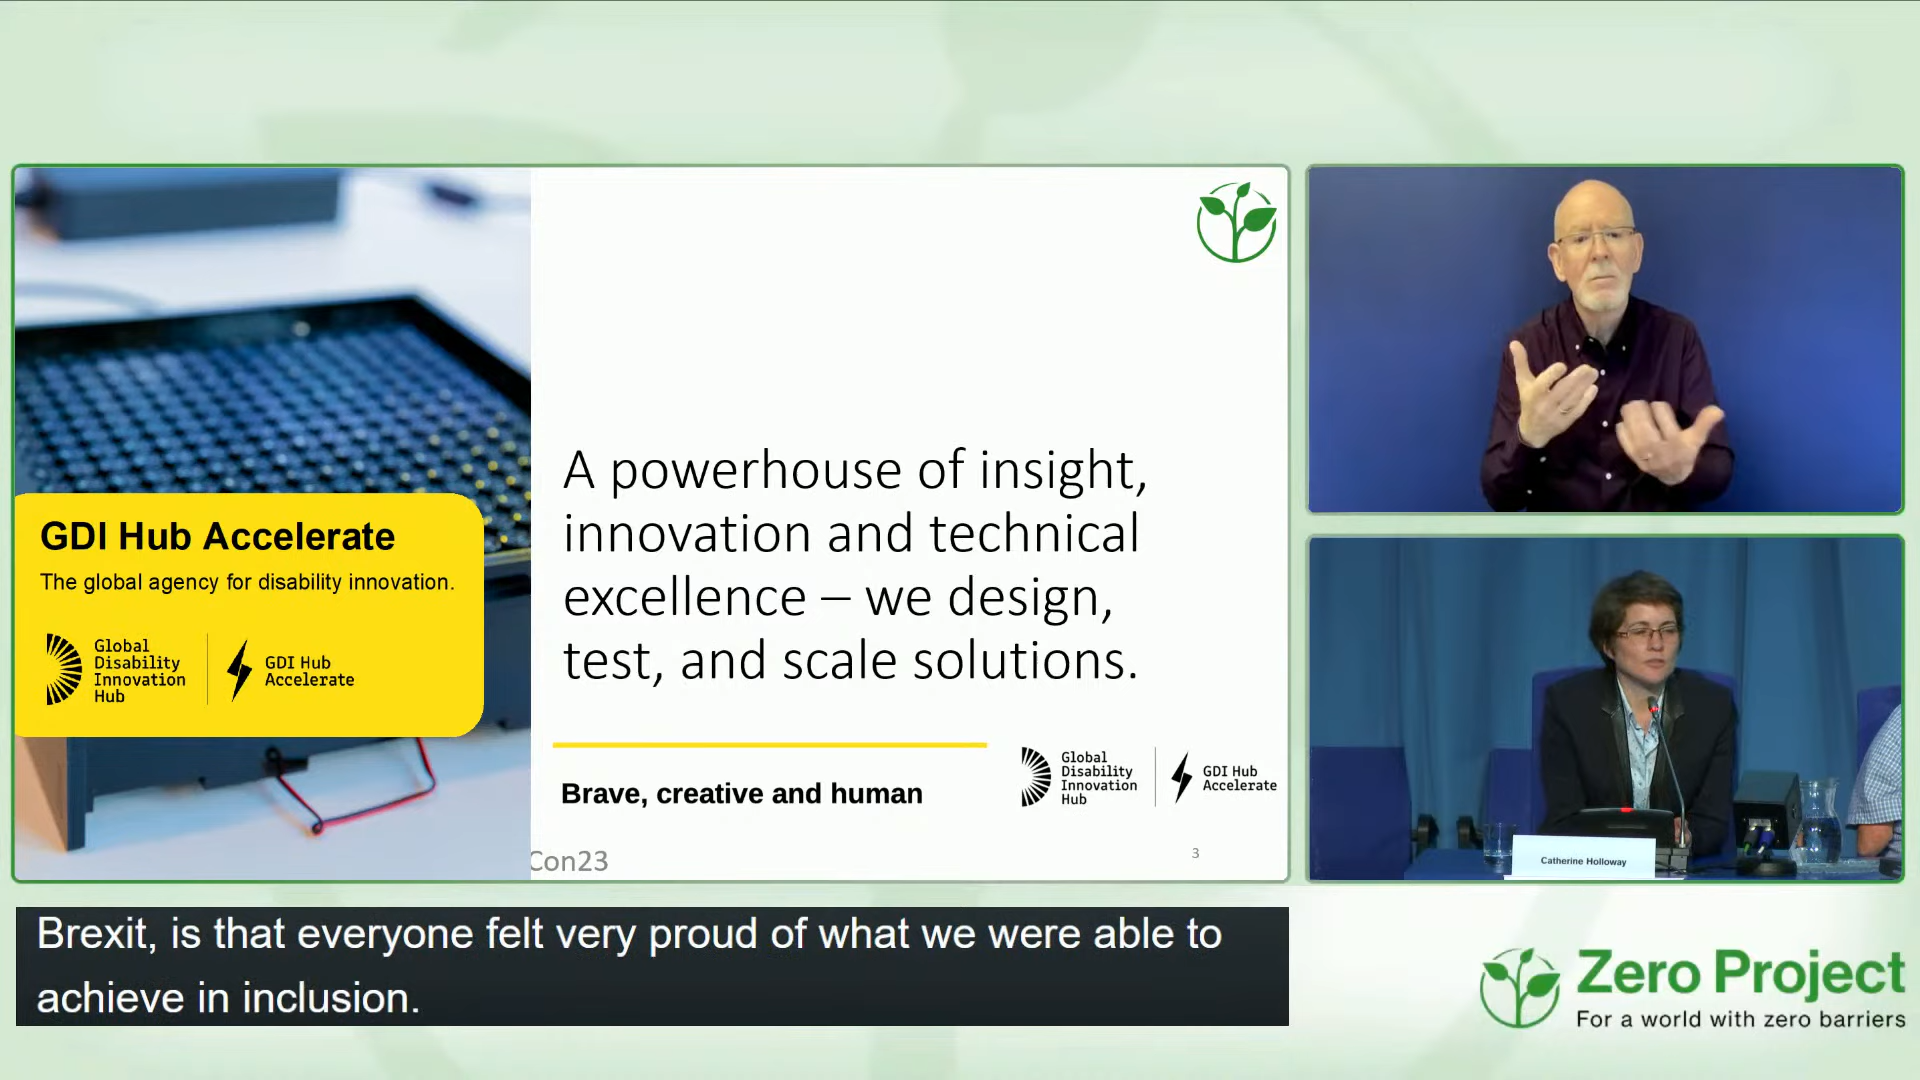 GDI Hub Accelerate
The global agency for disability innovation.
Global
Disability
Innovation
Hub
GDI Hub
Accelerate
A powerhouse of insight,
innovation and technical
excellence – we design,
test, and scale solutions.
Brave, creative and human
Global
Disability
Innovation
Hub
GDI Hub
Accelerate
Con23
3
Catherine Holloway
Brexit, is that everyone felt very proud of what we were able to
achieve in inclusion.
Zero Project
For a world with zero barriers